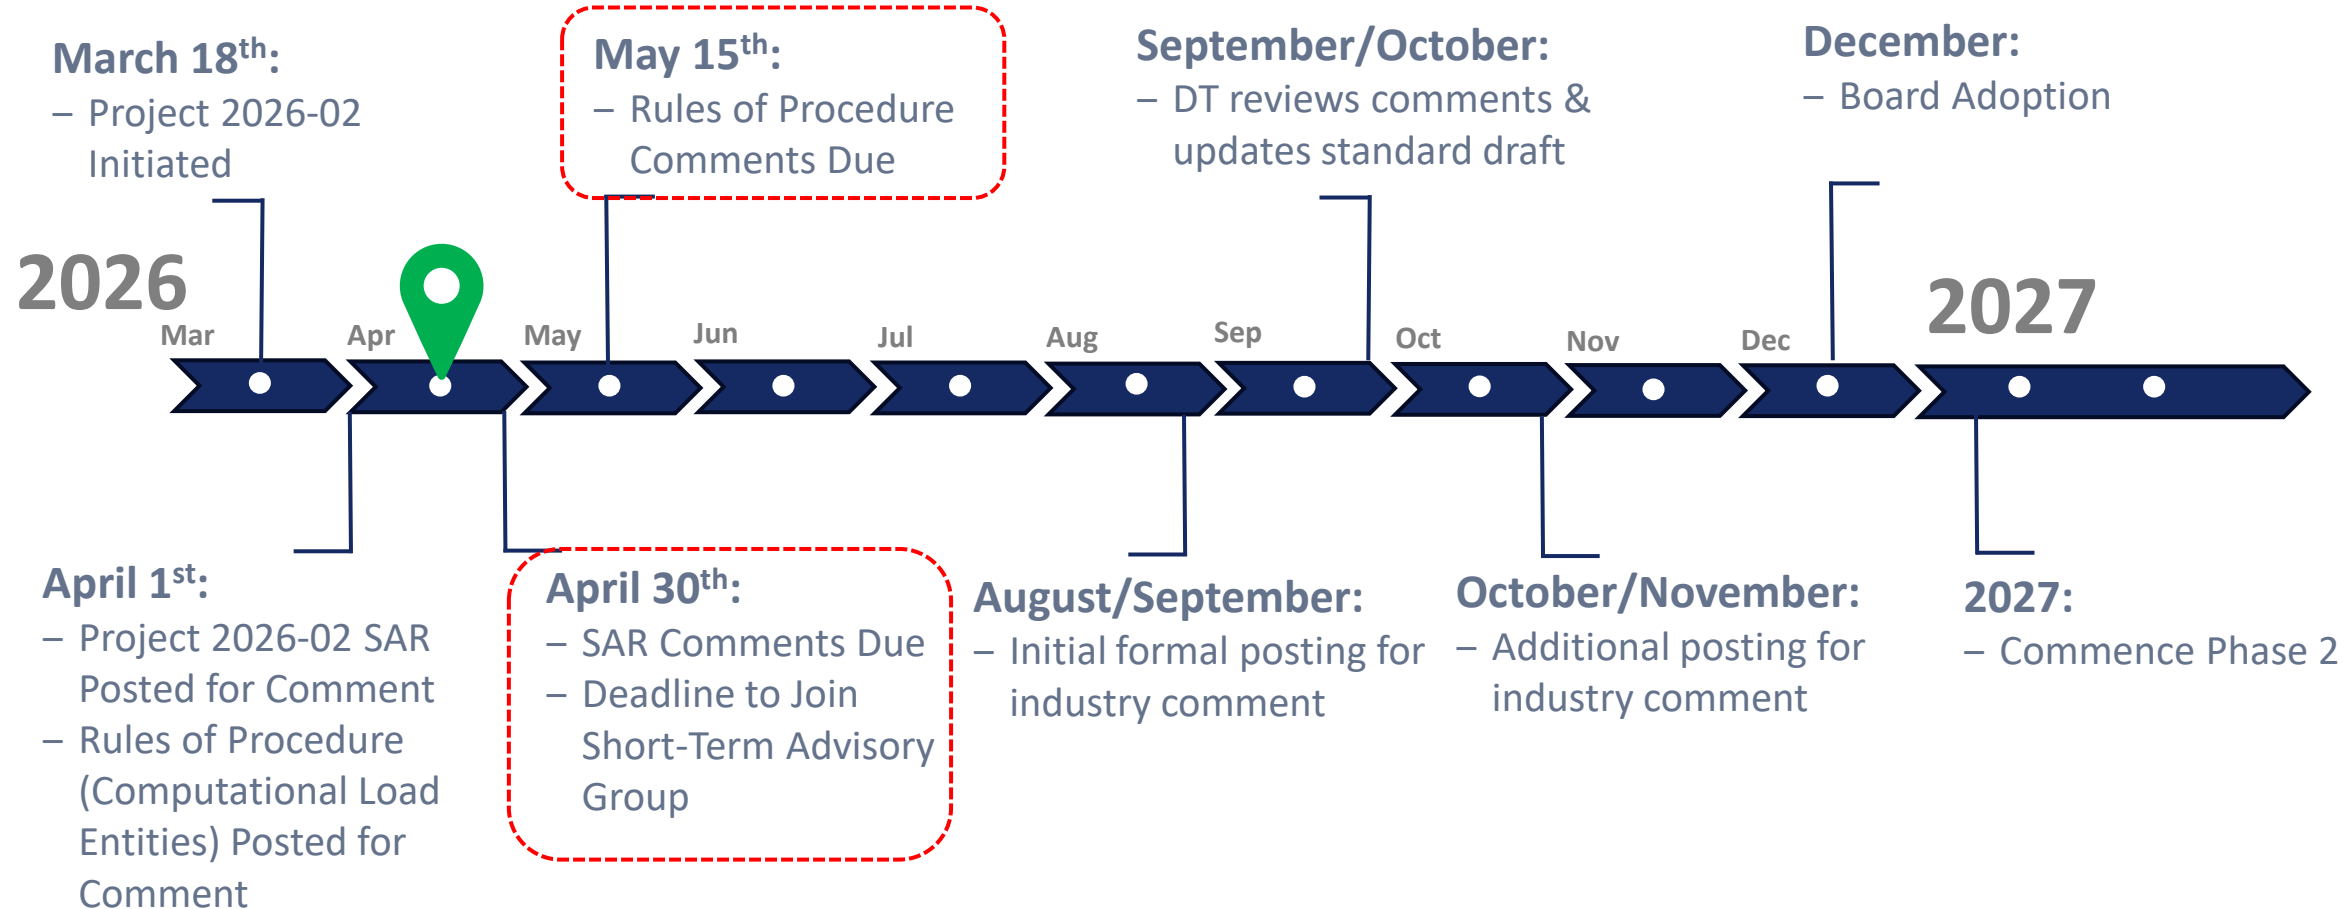 March 18th:
– Project 2026-02
Initiated
May 15th:
– Rules of Procedure
Comments Due
September/October:
– DT reviews comments &
updates standard draft
December:
– Board Adoption
2026
2027
Mar
Apr
May
Jun
Jul
Aug
Sep
Oct
Nov
Dec
April 1st:
– Project 2026-02 SAR
Posted for Comment
– Rules of Procedure
(Computational Load
Entities) Posted for
Comment
April 30th:
– SAR Comments Due
– Deadline to Join
Short-Term Advisory
Group
August/September:
– Initial formal posting for
industry comment
October/November:
– Additional posting for
industry comment
2027:
– Commence Phase 2